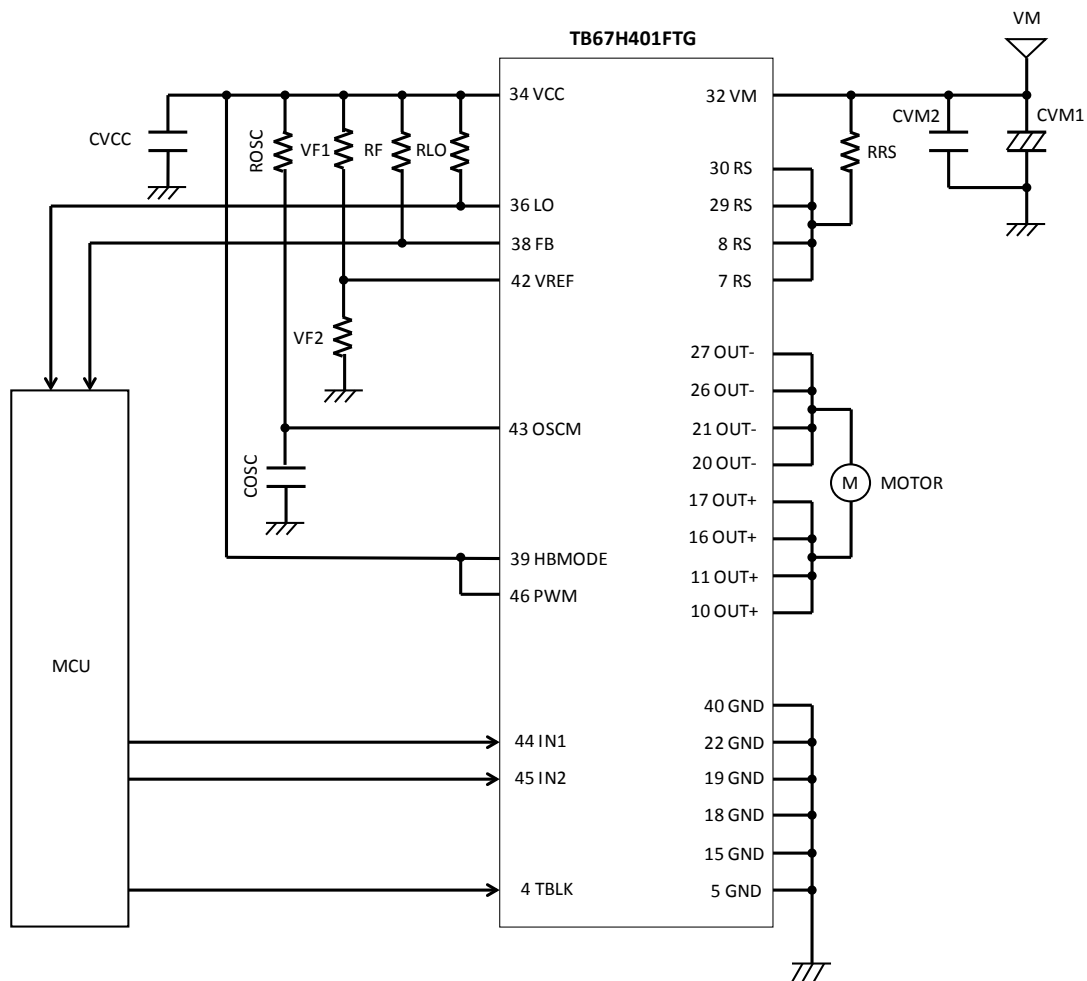 VM
TB67H401FTG
34 VCC
32 VM
CVCC
ROSC
VF1
RF
RLO
CVM2
CVM1
RRS
30 RS
36 LO
29 RS
38 FB
8 RS
42 VREF
7 RS
VF2
27 OUT-
26 OUT-
43 OSCM
21 OUT-
COSC
20 OUT-
M
MOTOR
17 OUT+
16 OUT+
39 HBMODE
11 OUT+
46 PWM
10 OUT+
MCU
40 GND
44 IN1
22 GND
45 IN2
19 GND
18 GND
15 GND
4 TBLK
5 GND